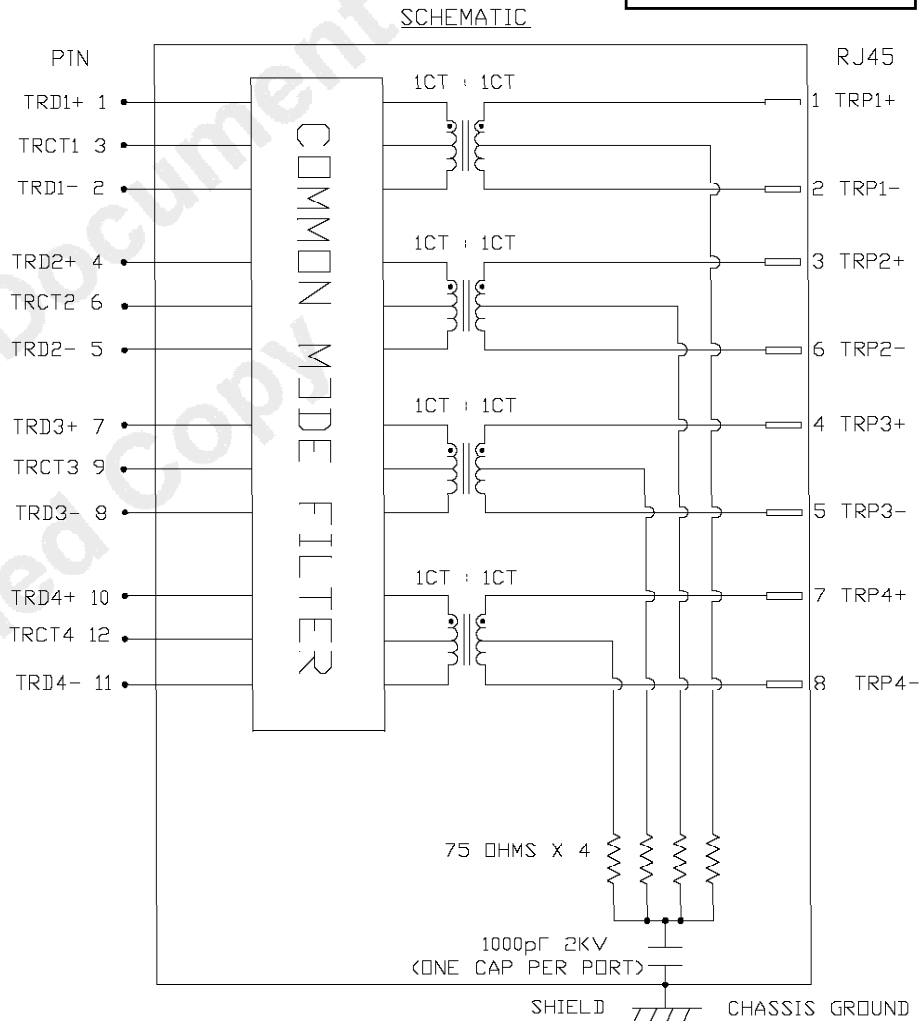 SCHEMATIC
PIN
RJ45
1CT : 1CT
TRD1+ 1
1 TRP1+
TRCT1 3
TRD1- 2
2 TRP1-
1CT : 1CT
TRD2+ 4
3 TRP2+
TRCT2 6
TRD2- 5
6 TRP2-
1CT : 1CT
TRD3+ 7
4 TRP3+
TRCT3 9
TRD3- 8
5 TRP3-
1CT : 1CT
TRD4+ 10
7 TRP4+
TRCT4 12
TRD4- 11
8 TRP4-
COMMON MODE FILTER
75 OHMS X 4
1000pF 2KV
(ONE CAP PER PORT)
SHIELD
CHASSIS GROUND
Document
Copy